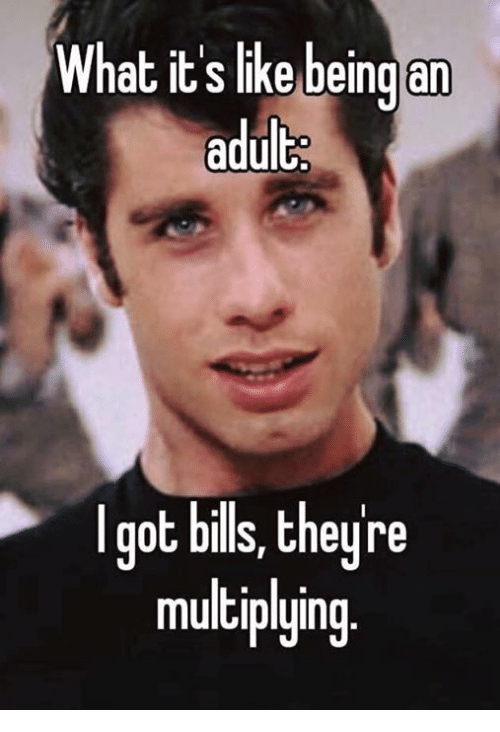 What it's like being an
adult:
I got bills, they're
multiplying.